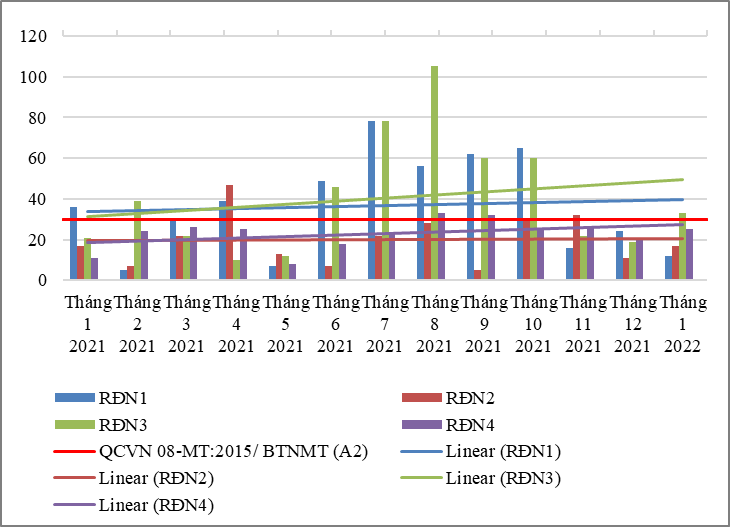 120
100
80
60
40
20
0
Tháng 1 2021
Tháng 2 2021
Tháng 3 2021
Tháng 4 2021
Tháng 5 2021
Tháng 6 2021
Tháng 7 2021
Tháng 8 2021
Tháng 9 2021
Tháng 10 2021
Tháng 11 2021
Tháng 12 2021
Tháng 1 2022
RĐN1
RĐN2
RĐN3
RĐN4
QCVN 08-MT:2015/ BTNMT (A2)
Linear (RĐN1)
Linear (RĐN2)
Linear (RĐN3)
Linear (RĐN4)